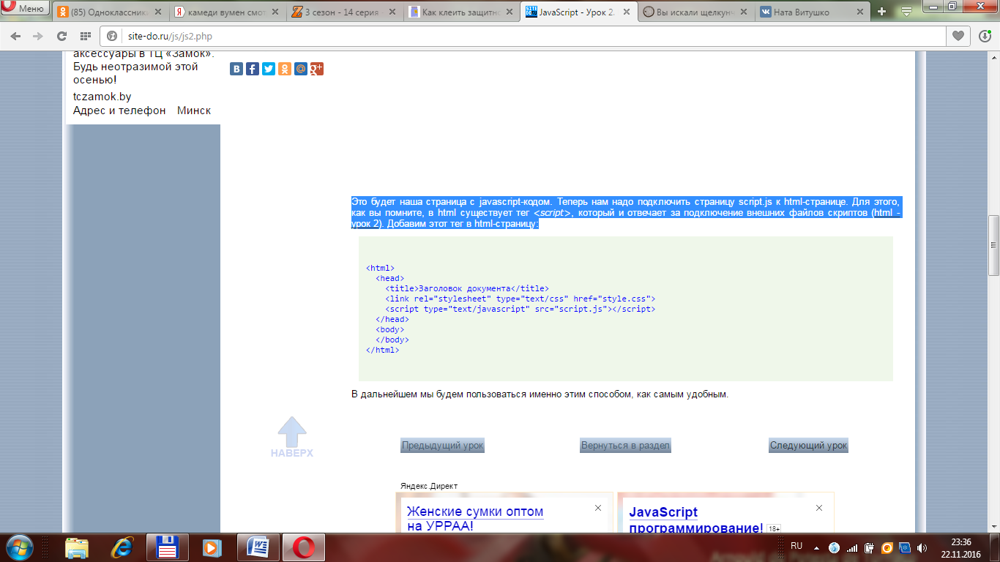 Меню
(85) Одноклассники
камеди вумен смот
3 сезон - 14 серия
Как клеить защитно
JavaScript - Урок 2.
Вы искали щелкунч
Ната Витушко
site-do.ru/js/js2.php
аксессуары в ТЦ «Замок».
Будь неотразимой этой
осенью!
tczamok.by
Адрес и телефон Минск
Это будет наша страница с javascript-кодом. Теперь нам надо подключить страницу script.js к html-странице. Для этого,
как вы помните, в html существует тег <script>, который и отвечает за подключение внешних файлов скриптов (html -
урок 2). Добавим этот тег в html-страницу:
<html>
<head>
<title>Заголовок документа</title>
<link rel="stylesheet" type="text/css" href="style.css">
<script type="text/javascript" src="script.js"></script>
</head>
<body>
</body>
</html>
В дальнейшем мы будем пользоваться именно этим способом, как самым удобным.
НАВЕРХ
Предыдущий урок
Вернуться в раздел
Следующий урок
Яндекс.Директ
Женские сумки оптом
на УРРАА!
JavaScript
программирование! 18+
RU
23:36
22.11.2016